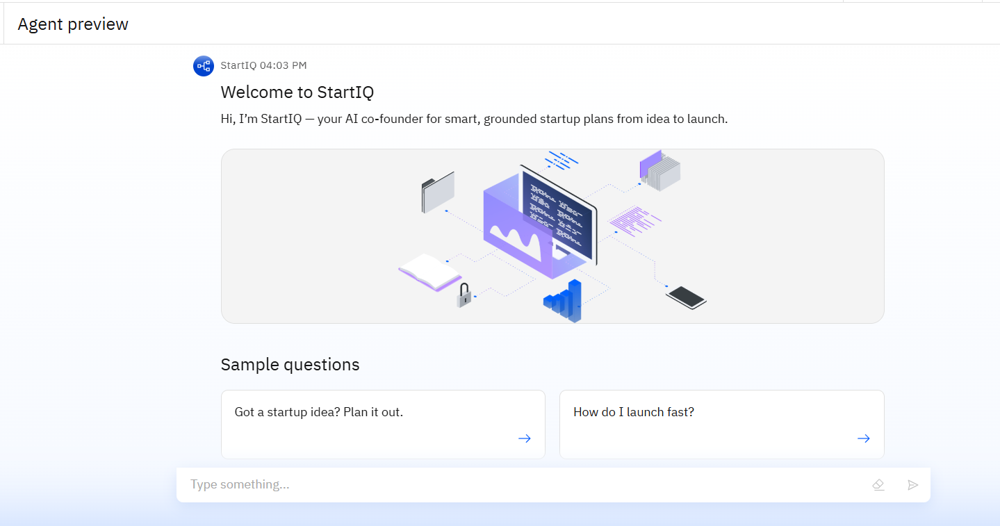 Agent preview
StartIQ 04:03 PM
Welcome to StartIQ
Hi, I’m StartIQ — your AI co-founder for smart, grounded startup plans from idea to launch.
Sample questions
Got a startup idea? Plan it out.
How do I launch fast?
Type something...